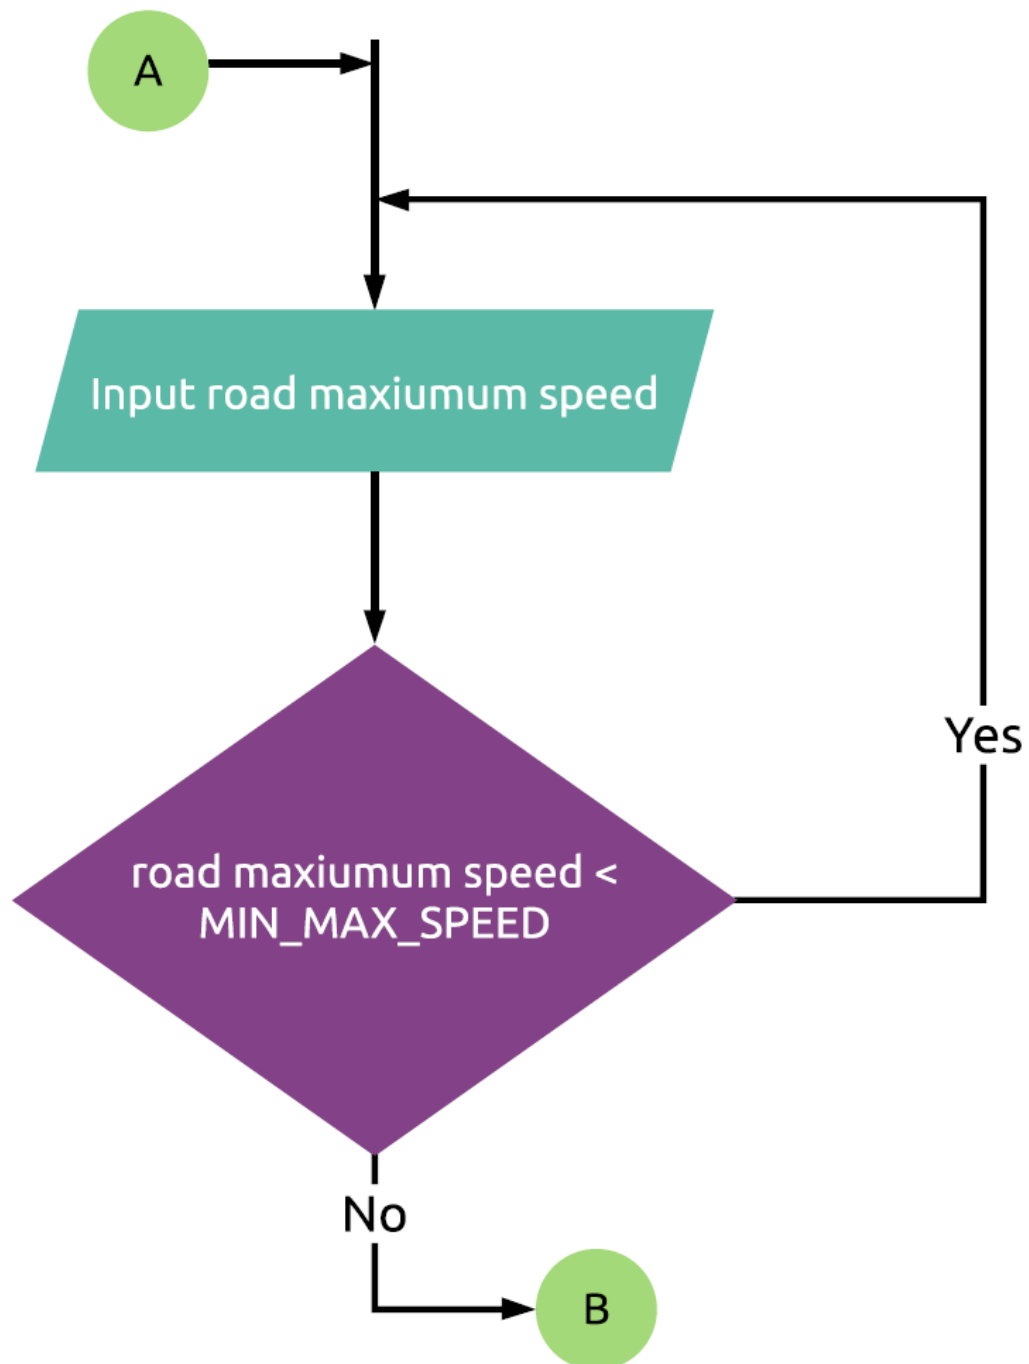 A
Input road maxiumum speed
Yes
road maxiumum speed <
MIN_MAX_SPEED
No
B